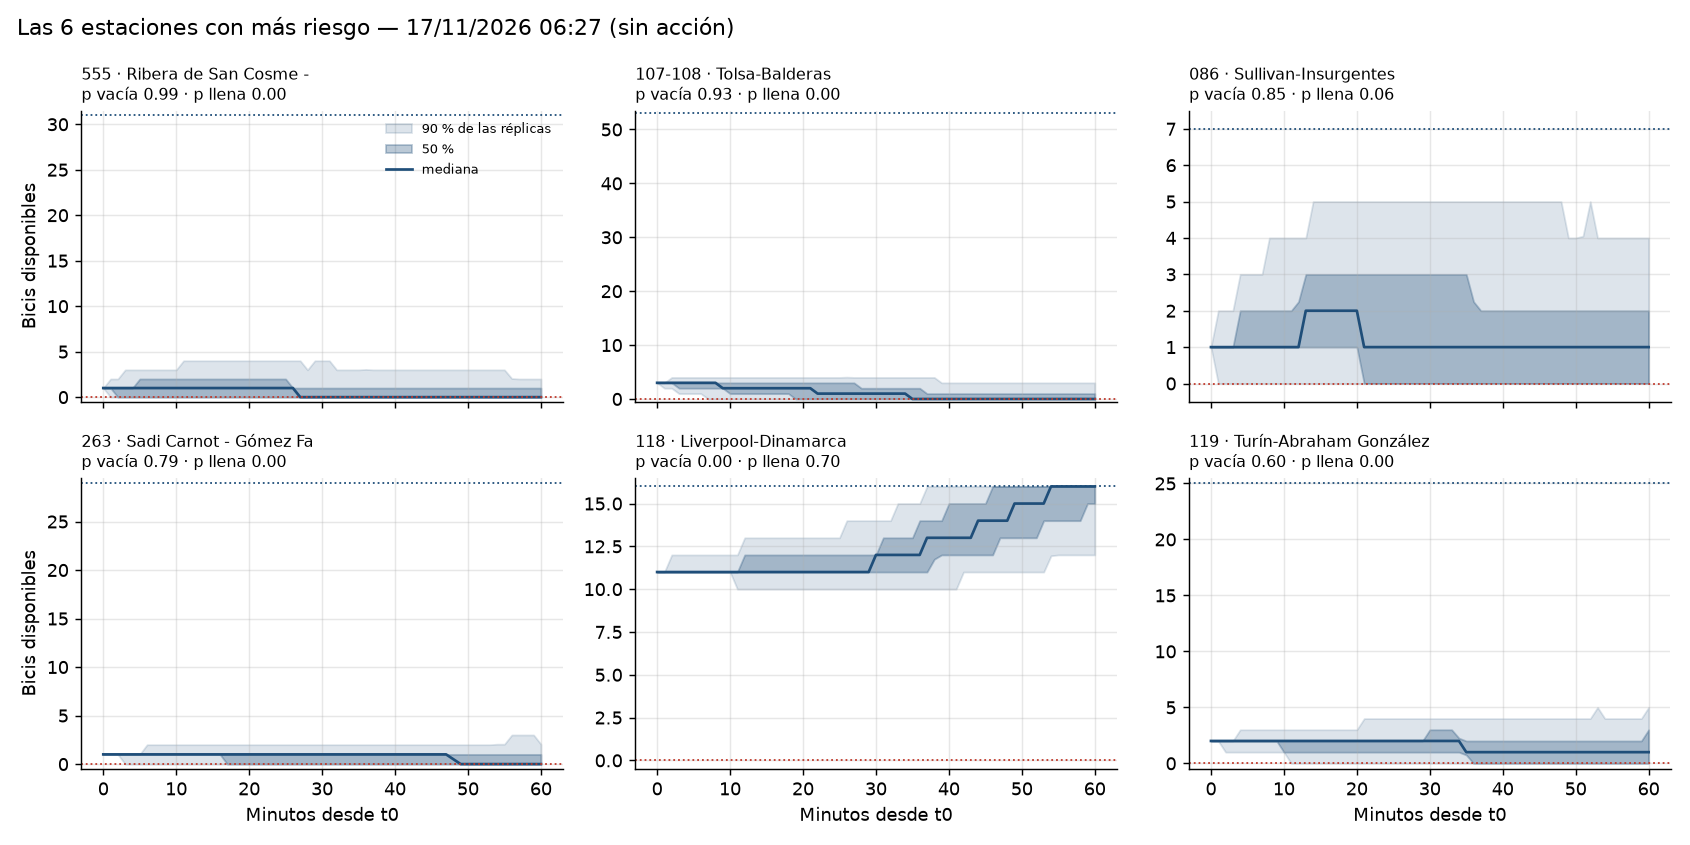 Las 6 estaciones con más riesgo — 17/11/2026 06:27 (sin acción)
555 · Ribera de San Cosme -
p vacía 0.99 · p llena 0.00
Bicis disponibles
30
25
20
15
10
5
0
90 % de las réplicas
50 %
mediana
107-108 · Tolsa-Balderas
p vacía 0.93 · p llena 0.00
50
40
30
20
10
0
086 · Sullivan-Insurgentes
p vacía 0.85 · p llena 0.06
7
6
5
4
3
2
1
0
263 · Sadi Carnot - Gómez Fa
p vacía 0.79 · p llena 0.00
Bicis disponibles
25
20
15
10
5
0
0 10 20 30 40 50 60
Minutos desde t0
118 · Liverpool-Dinamarca
p vacía 0.00 · p llena 0.70
15.0
12.5
10.0
7.5
5.0
2.5
0.0
0 10 20 30 40 50 60
Minutos desde t0
119 · Turín-Abraham González
p vacía 0.60 · p llena 0.00
25
20
15
10
5
0
0 10 20 30 40 50 60
Minutos desde t0